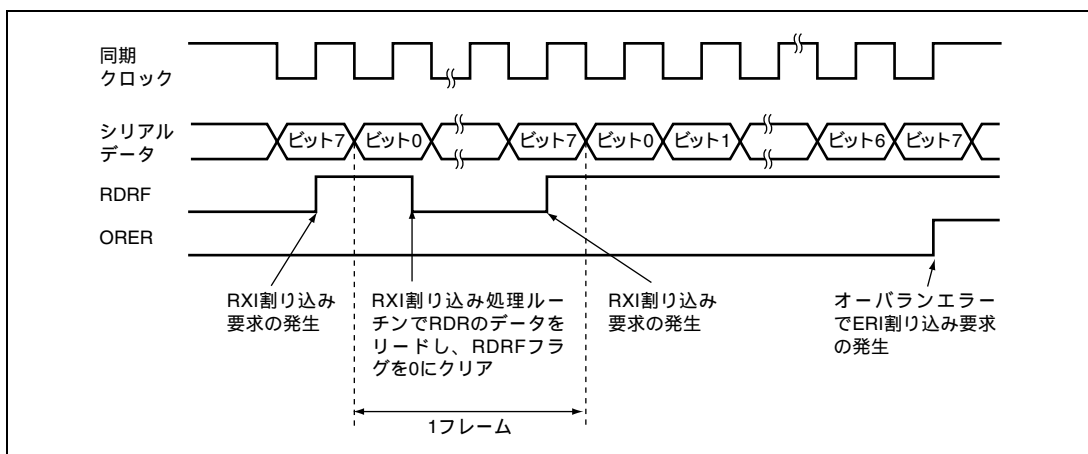 同期
クロック
シリアル
データ
ビット7 ビット0 ビット7 ビット0 ビット1 ビット6 ビット7
RDRF
ORER
RXI割り込み
要求の発生
RXI割り込み処理ルー
チンでRDRのデータを
リードし、RDRFフラ
グを0にクリア
RXI割り込み
要求の発生
オーバランエラー
でERI割り込み要求
の発生
1フレーム